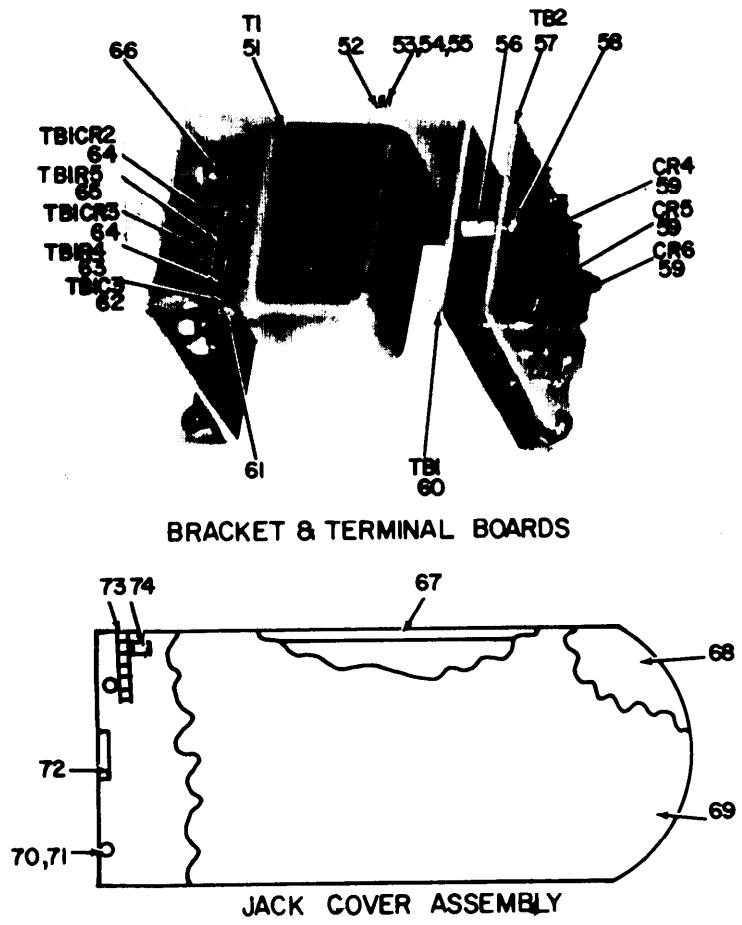 T1
TB2
66
51
52
53,54,55
56
57
58
TB1CR2
64
TB1R5
65
TB1CR3
64
TB1R4
63
TB1C3
62
CR4
59
CR5
59
CR6
59
61
TB1
60
BRACKET & TERMINAL BOARDS
73 74
67
68
72
69
70,71
JACK COVER ASSEMBLY